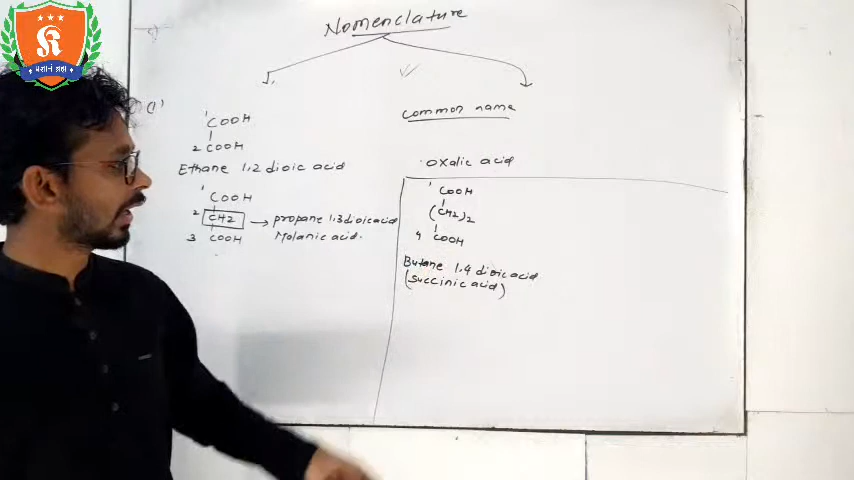 Nomenclature
Common name
1 COOH
2 COOH
Ethane 1,2 dioic acid
oxalic acid
1 COOH
2 CH2 → propane 1,3 dioic acid
3 COOH
Molanic acid.
1 COOH
(CH2)2
4 COOH
Butane 1,4 dioic acid
(succinic acid)